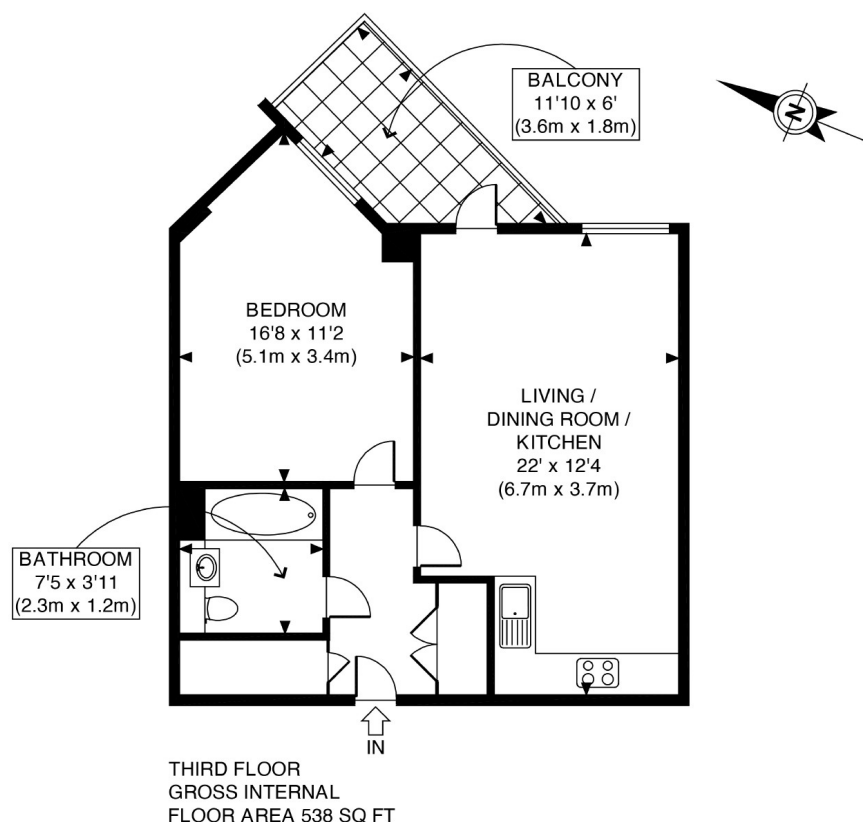 BALCONY
11'10 x 6'
(3.6m x 1.8m)
N
BEDROOM
16'8 x 11'2
(5.1m x 3.4m)
LIVING /
DINING ROOM /
KITCHEN
22' x 12'4
(6.7m x 3.7m)
BATHROOM
7'5 x 3'11
(2.3m x 1.2m)
IN
THIRD FLOOR
GROSS INTERNAL
FLOOR AREA 538 SQ FT